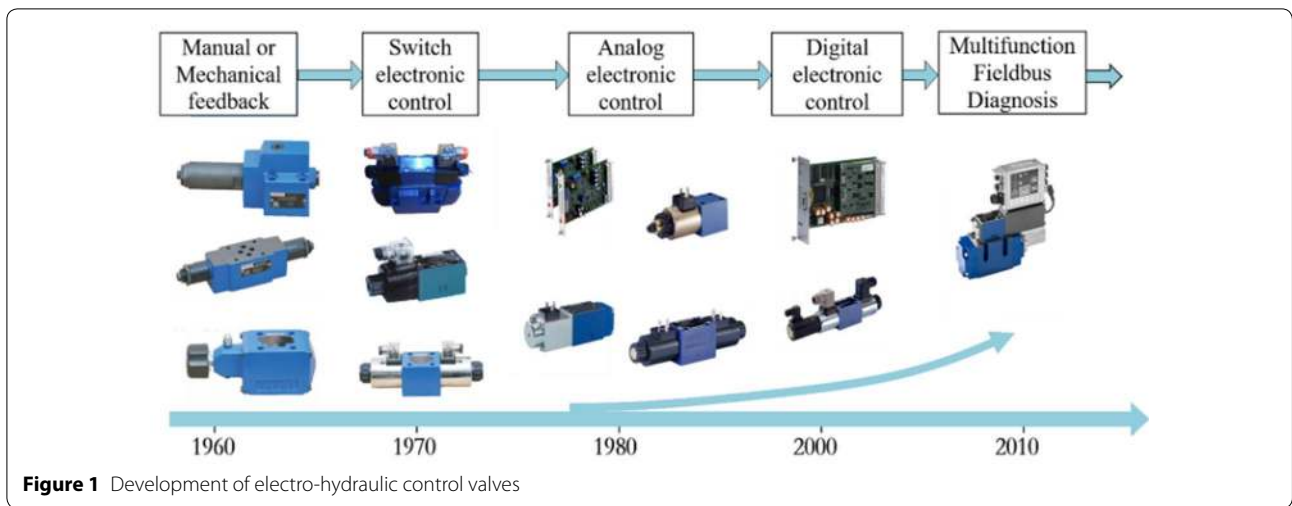 Manual or
Mechanical
feedback
Switch
electronic
control
Analog
electronic
control
Digital
electronic
control
Multifunction
Fieldbus
Diagnosis
1960
1970
1980
2000
2010
Figure 1 Development of electro-hydraulic control valves